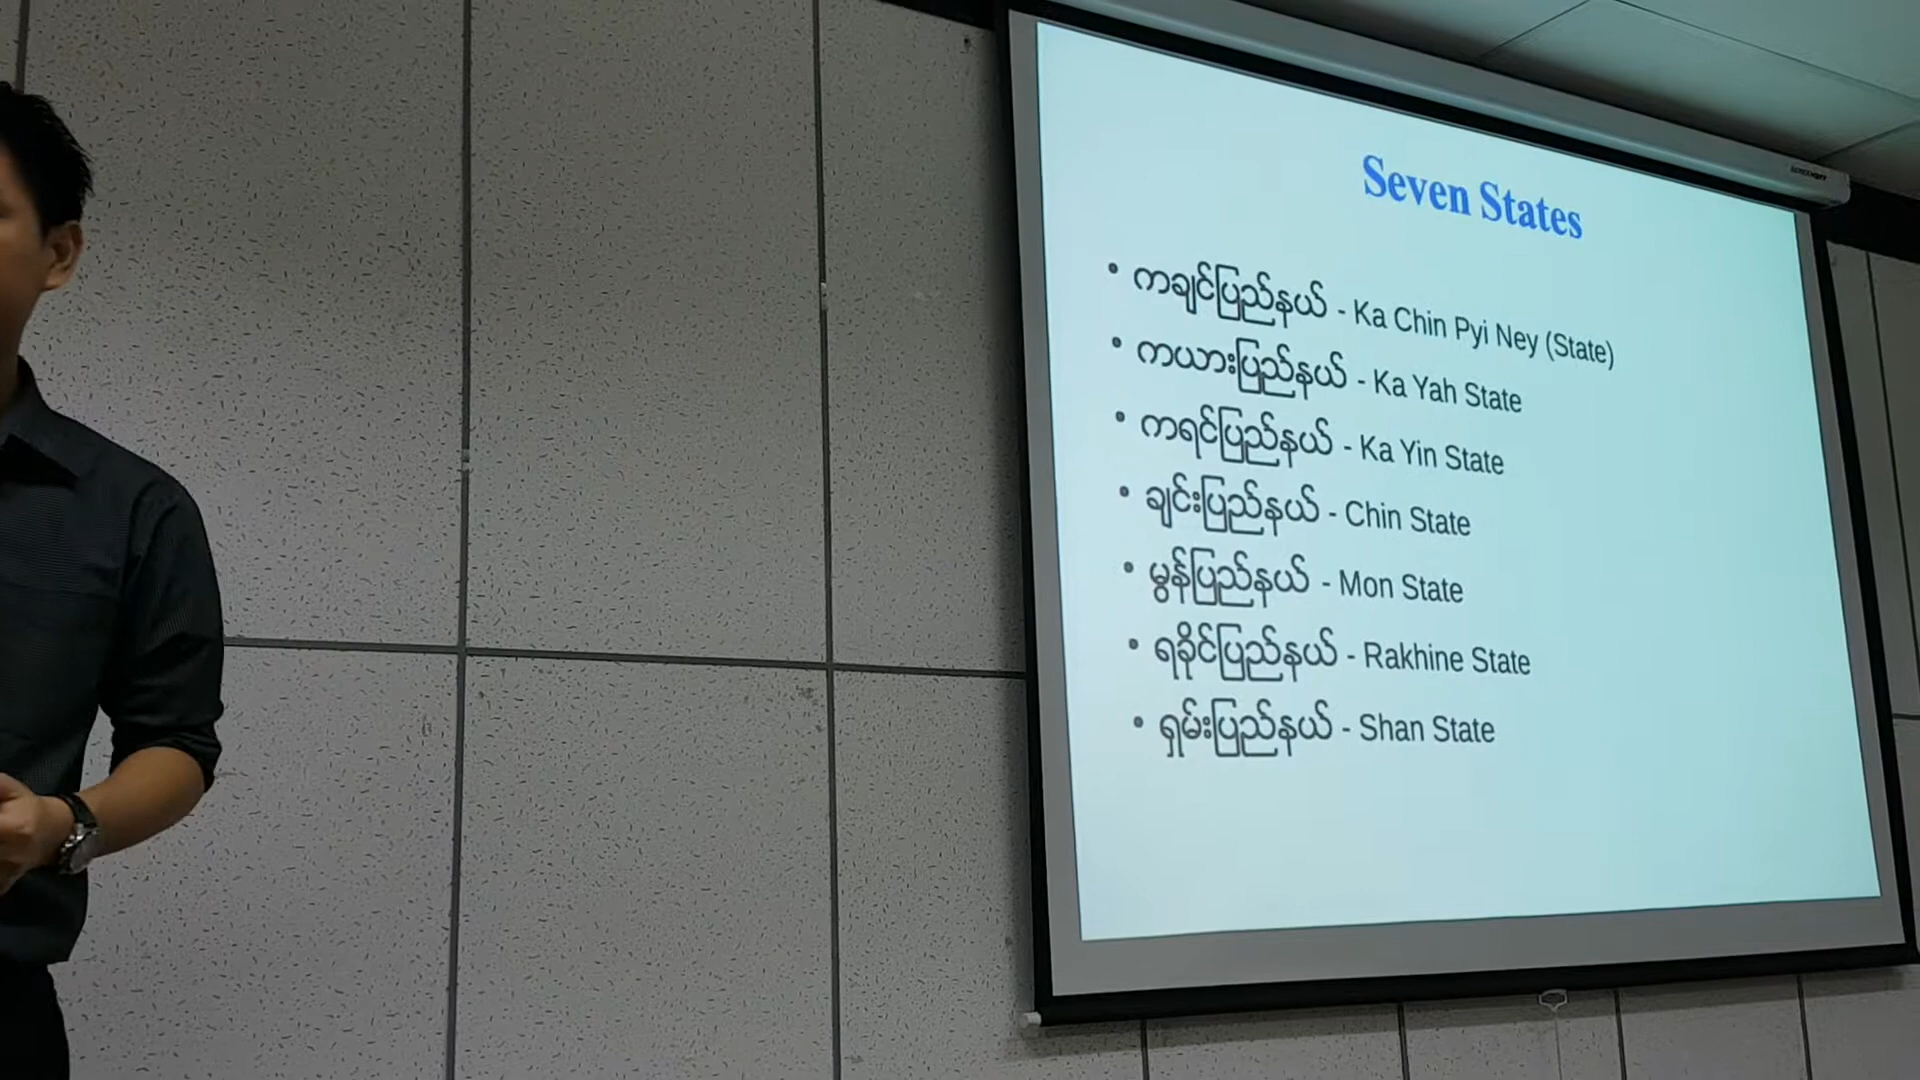 Seven States
• ကချင်ပြည်နယ် - Ka Chin Pyi Ney (State)
• ကယားပြည်နယ် - Ka Yah State
• ကရင်ပြည်နယ် - Ka Yin State
• ချင်းပြည်နယ် - Chin State
• မွန်ပြည်နယ် - Mon State
• ရခိုင်ပြည်နယ် - Rakhine State
• ရှမ်းပြည်နယ် - Shan State